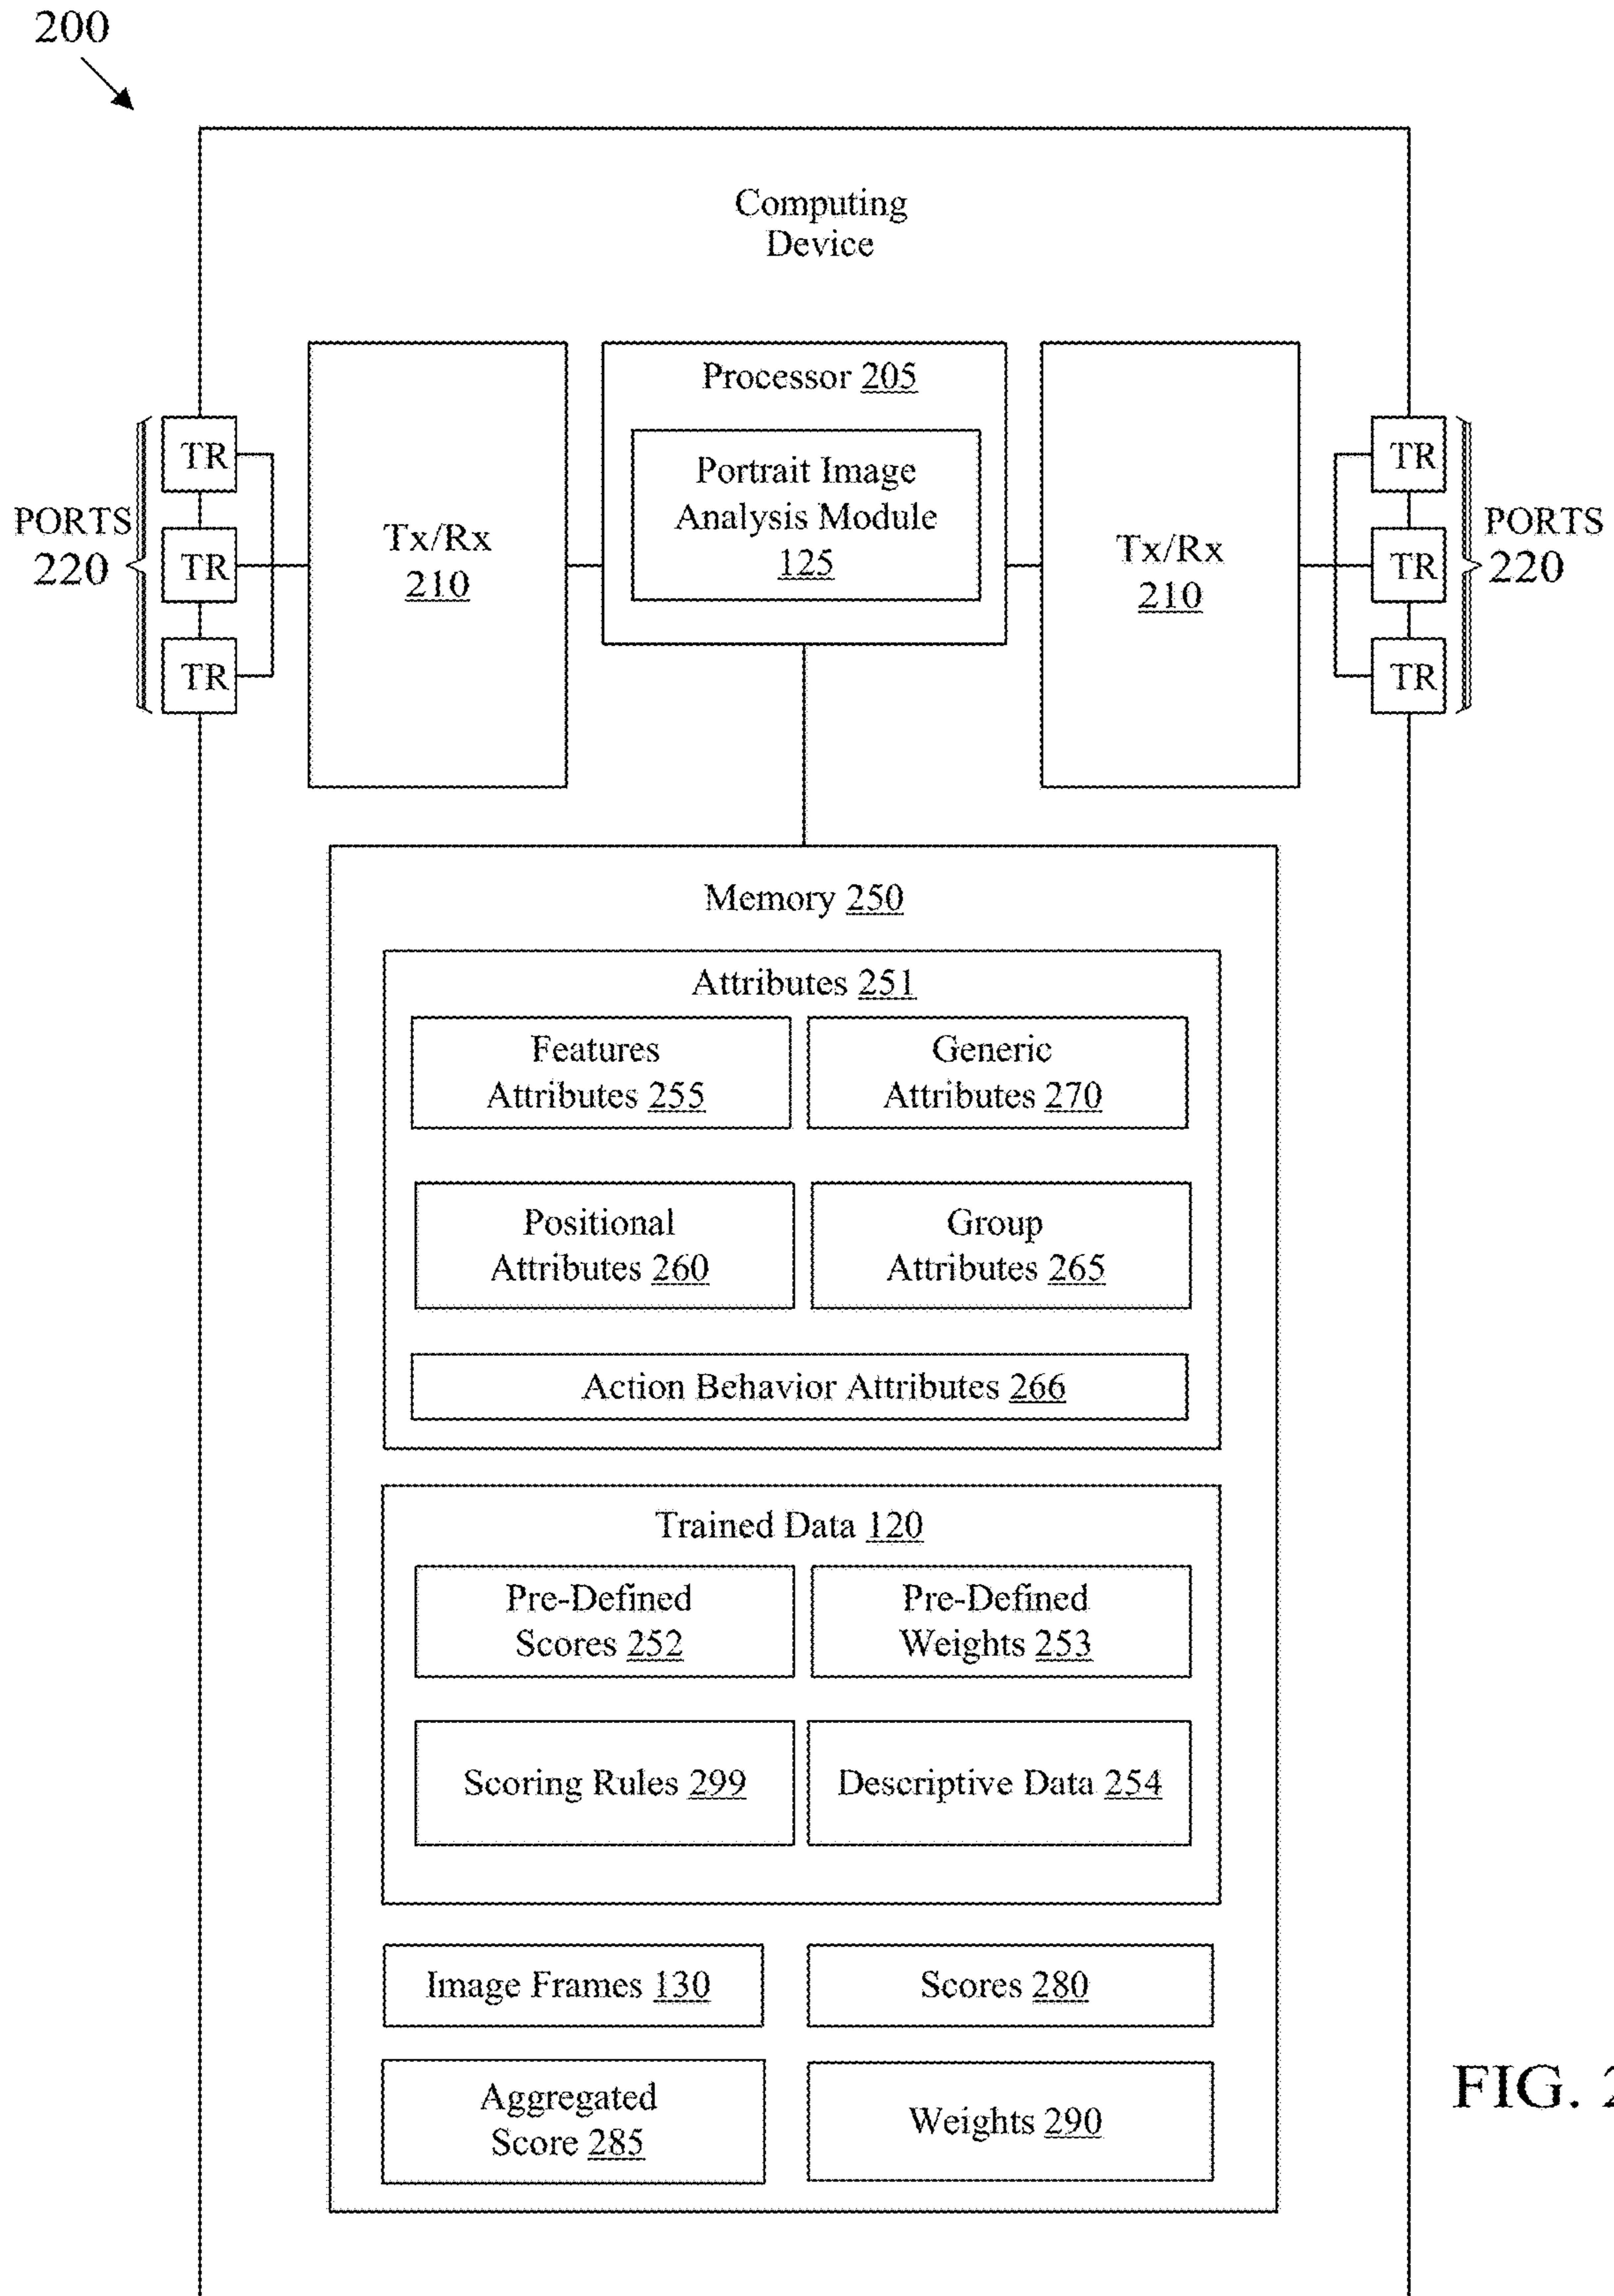 200
Computing
Device
Processor 205
Portrait Image
Analysis Module
125
Tx/Rx
210
Tx/Rx
210
TR
TR
TR
PORTS
220
TR
TR
TR
PORTS
220
Memory 250
Attributes 251
Features
Attributes 255
Generic
Attributes 270
Positional
Attributes 260
Group
Attributes 265
Action Behavior Attributes 266
Trained Data 120
Pre-Defined
Scores 252
Pre-Defined
Weights 253
Scoring Rules 299
Descriptive Data 254
Image Frames 130
Scores 280
Aggregated
Score 285
Weights 290
FIG. 2